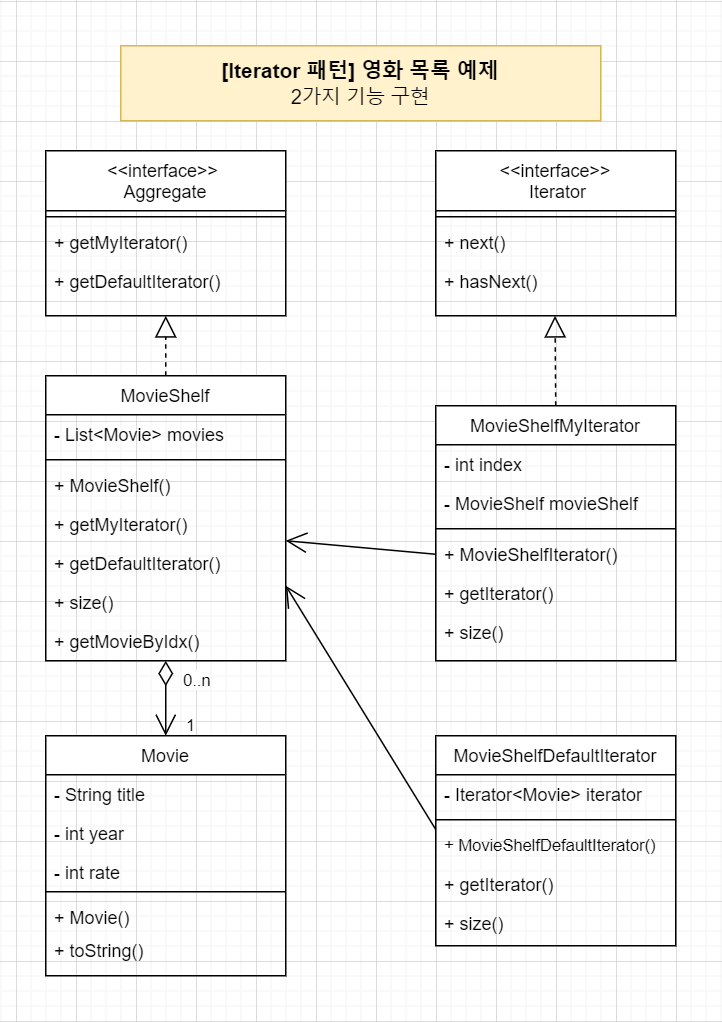 [Iterator 패턴] 영화 목록 예제
2가지 기능 구현
<<interface>>
Aggregate
+ getMyIterator()
+ getDefaultIterator()
<<interface>>
Iterator
+ next()
+ hasNext()
MovieShelf
- List<Movie> movies
+ MovieShelf()
+ getMyIterator()
+ getDefaultIterator()
+ size()
+ getMovieByIdx()
MovieShelfMyIterator
- int index
- MovieShelf movieShelf
+ MovieShelfIterator()
+ getIterator()
+ size()
0..n
1
Movie
- String title
- int year
- int rate
+ Movie()
+ toString()
MovieShelfDefaultIterator
- Iterator<Movie> iterator
+ MovieShelfDefaultIterator()
+ getIterator()
+ size()